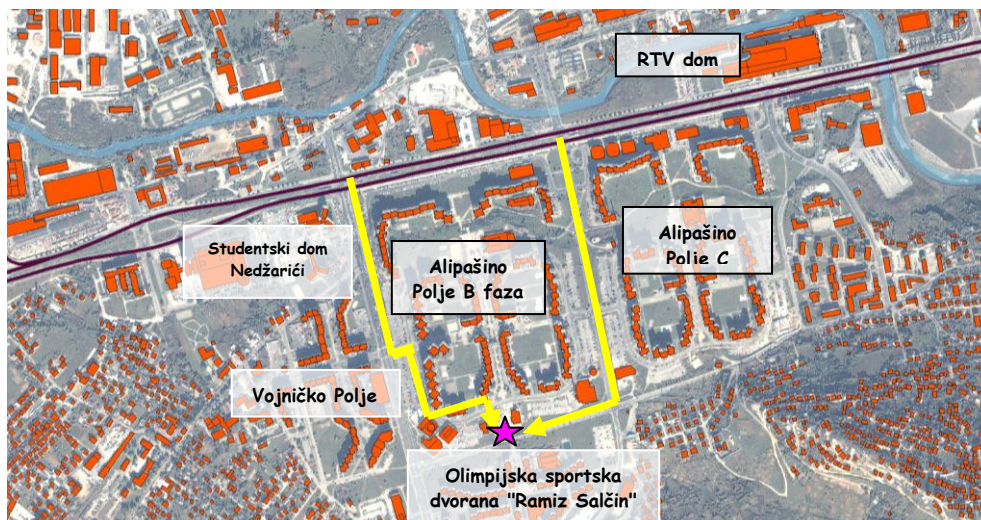 RTV dom
Studentski dom
Nedžarići
Alipašino
Polje B faza
Alipašino
Polje C
Vojničko Polje
Olimpijska sportska
dvorana "Ramiz Salčin"